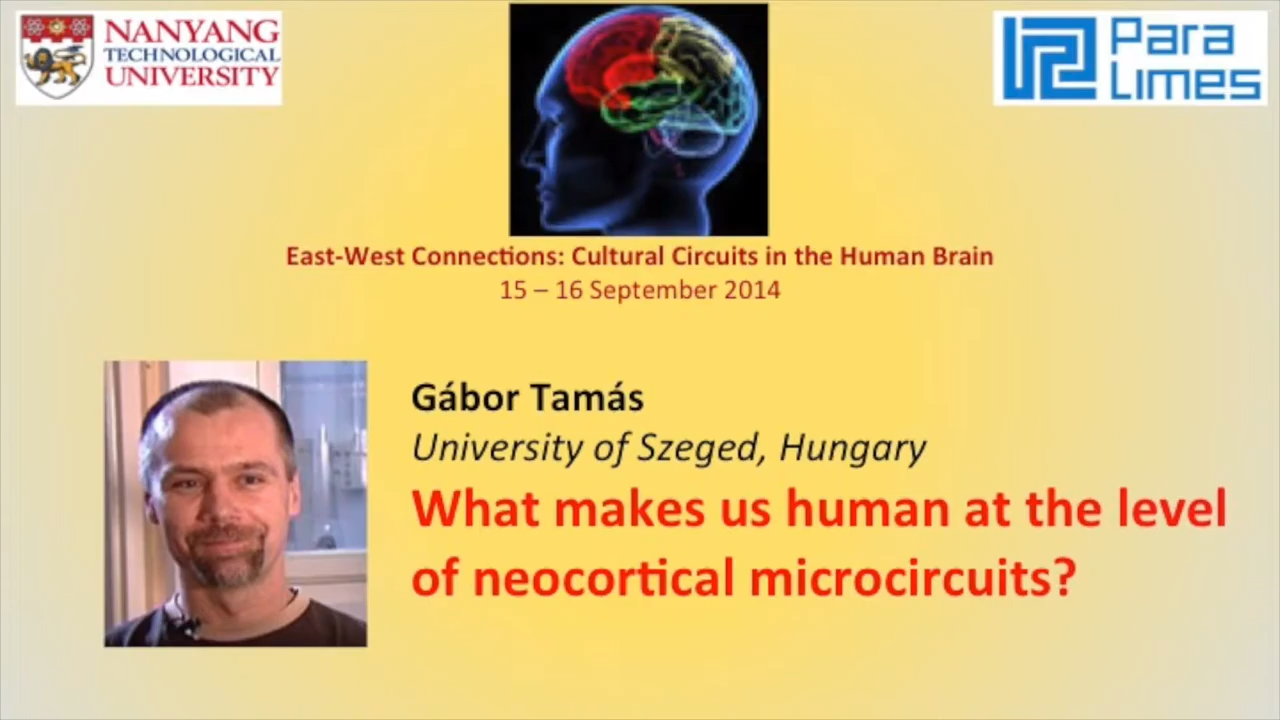 NANYANG
TECHNOLOGICAL
UNIVERSITY
Para
Limes
East-West Connections: Cultural Circuits in the Human Brain
15 – 16 September 2014
Gábor Tamás
University of Szeged, Hungary
What makes us human at the level
of neocortical microcircuits?